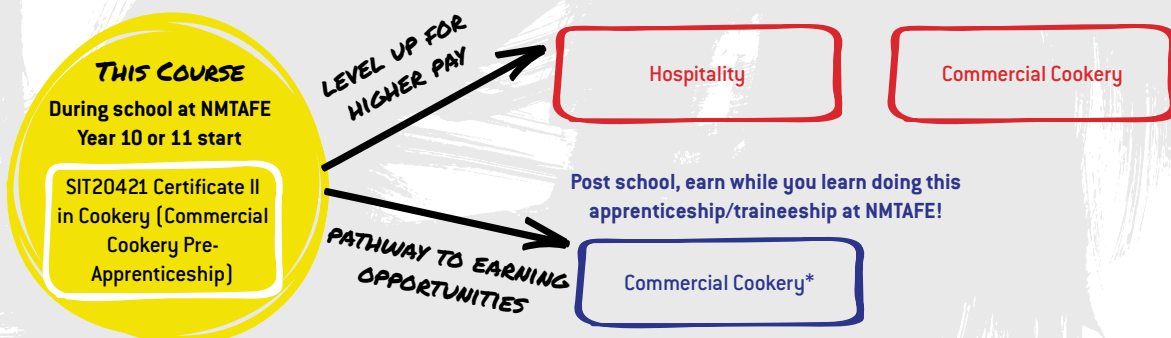 THIS COURSE
During school at NMTAFE
Year 10 or 11 start
SIT20421 Certificate II
in Cookery (Commercial
Cookery Pre-
Apprenticeship)
LEVEL UP FOR
HIGHER PAY
Hospitality
Commercial Cookery
PATHWAY TO EARNING
OPPORTUNITIES
Post school, earn while you learn doing this
apprenticeship/traineeship at NMTAFE!
Commercial Cookery*